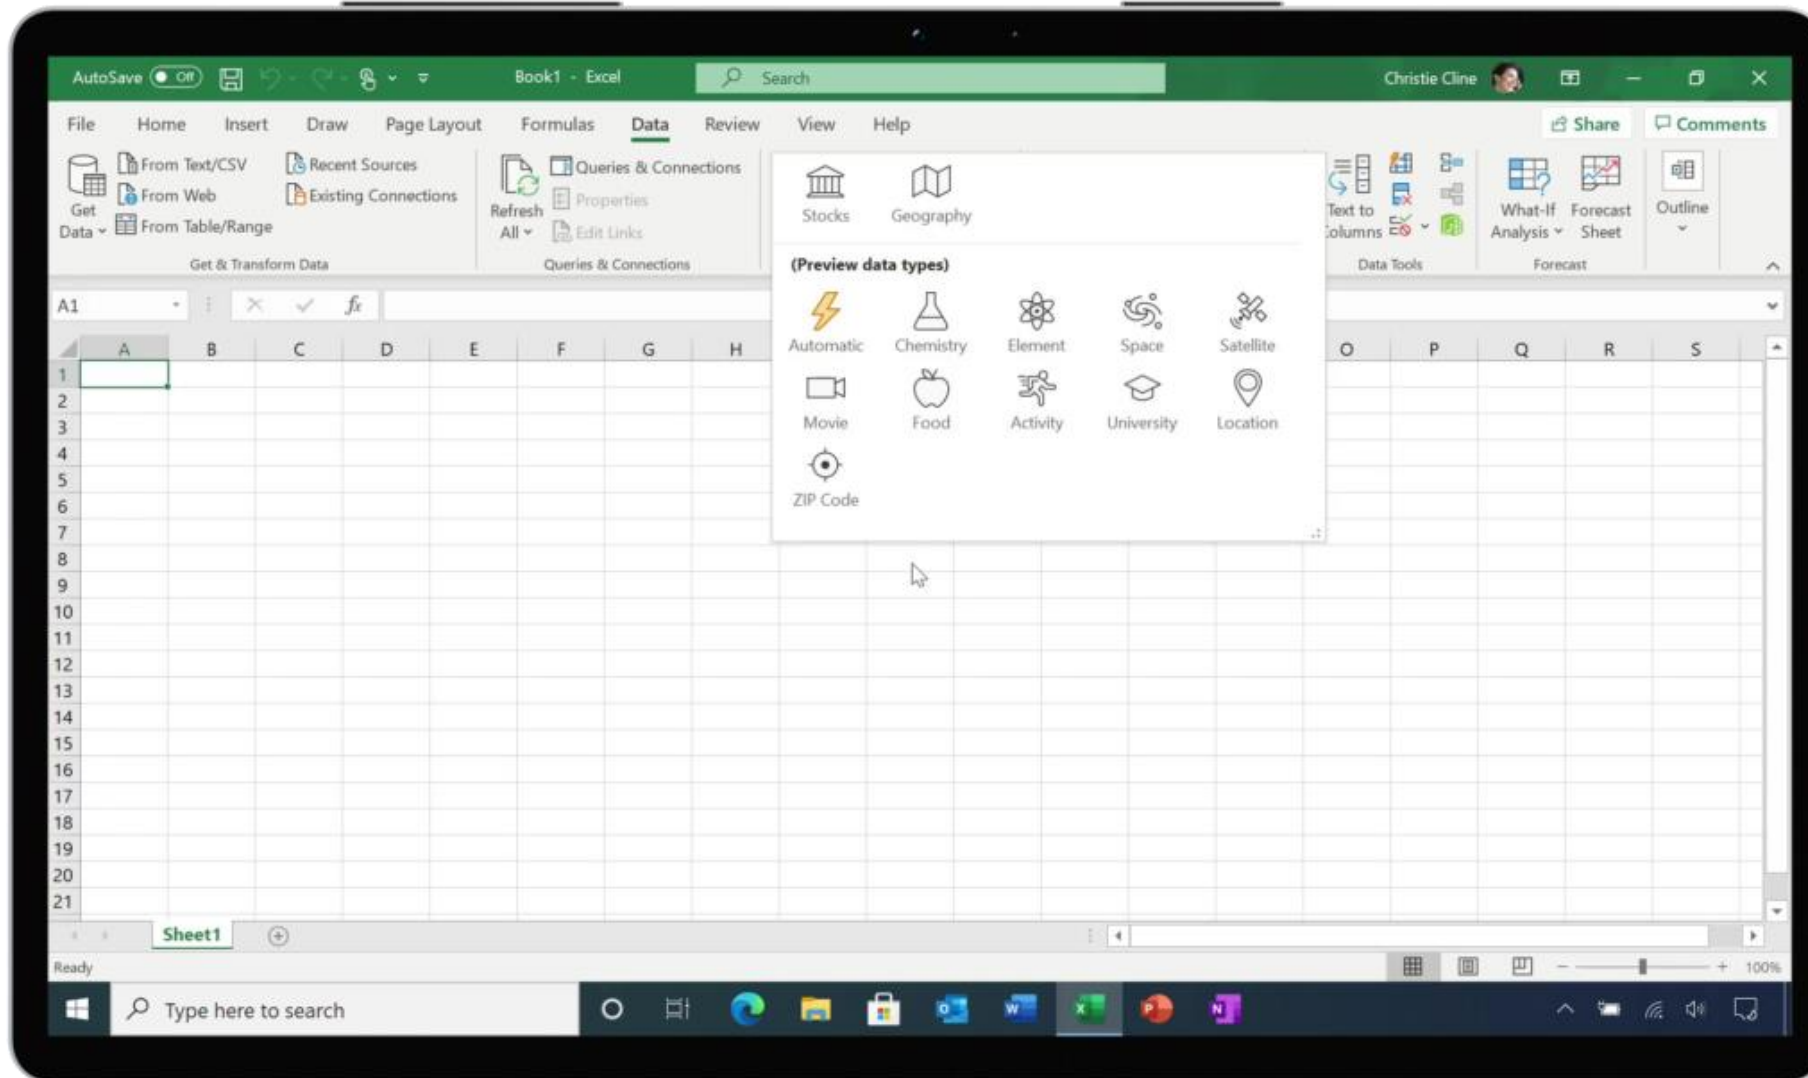 AutoSave Off Book1 - Excel Search Christie Cline
File Home Insert Draw Page Layout Formulas Data Review View Help Share Comments
Get Data
From Text/CSV
From Web
From Table/Range
Recent Sources
Existing Connections
Get & Transform Data
Refresh All
Queries & Connections
Properties
Edit Links
Queries & Connections
Stocks Geography
(Preview data types)
Automatic Chemistry Element Space Satellite
Movie Food Activity University Location
ZIP Code
Text to
Columns
Data Tools
What-If Analysis
Forecast Sheet
Forecast
Outline
A1 fx
A B C D E F G H O P Q R S
1
2
3
4
5
6
7
8
9
10
11
12
13
14
15
16
17
18
19
20
21
Sheet1
Ready 100%
Type here to search